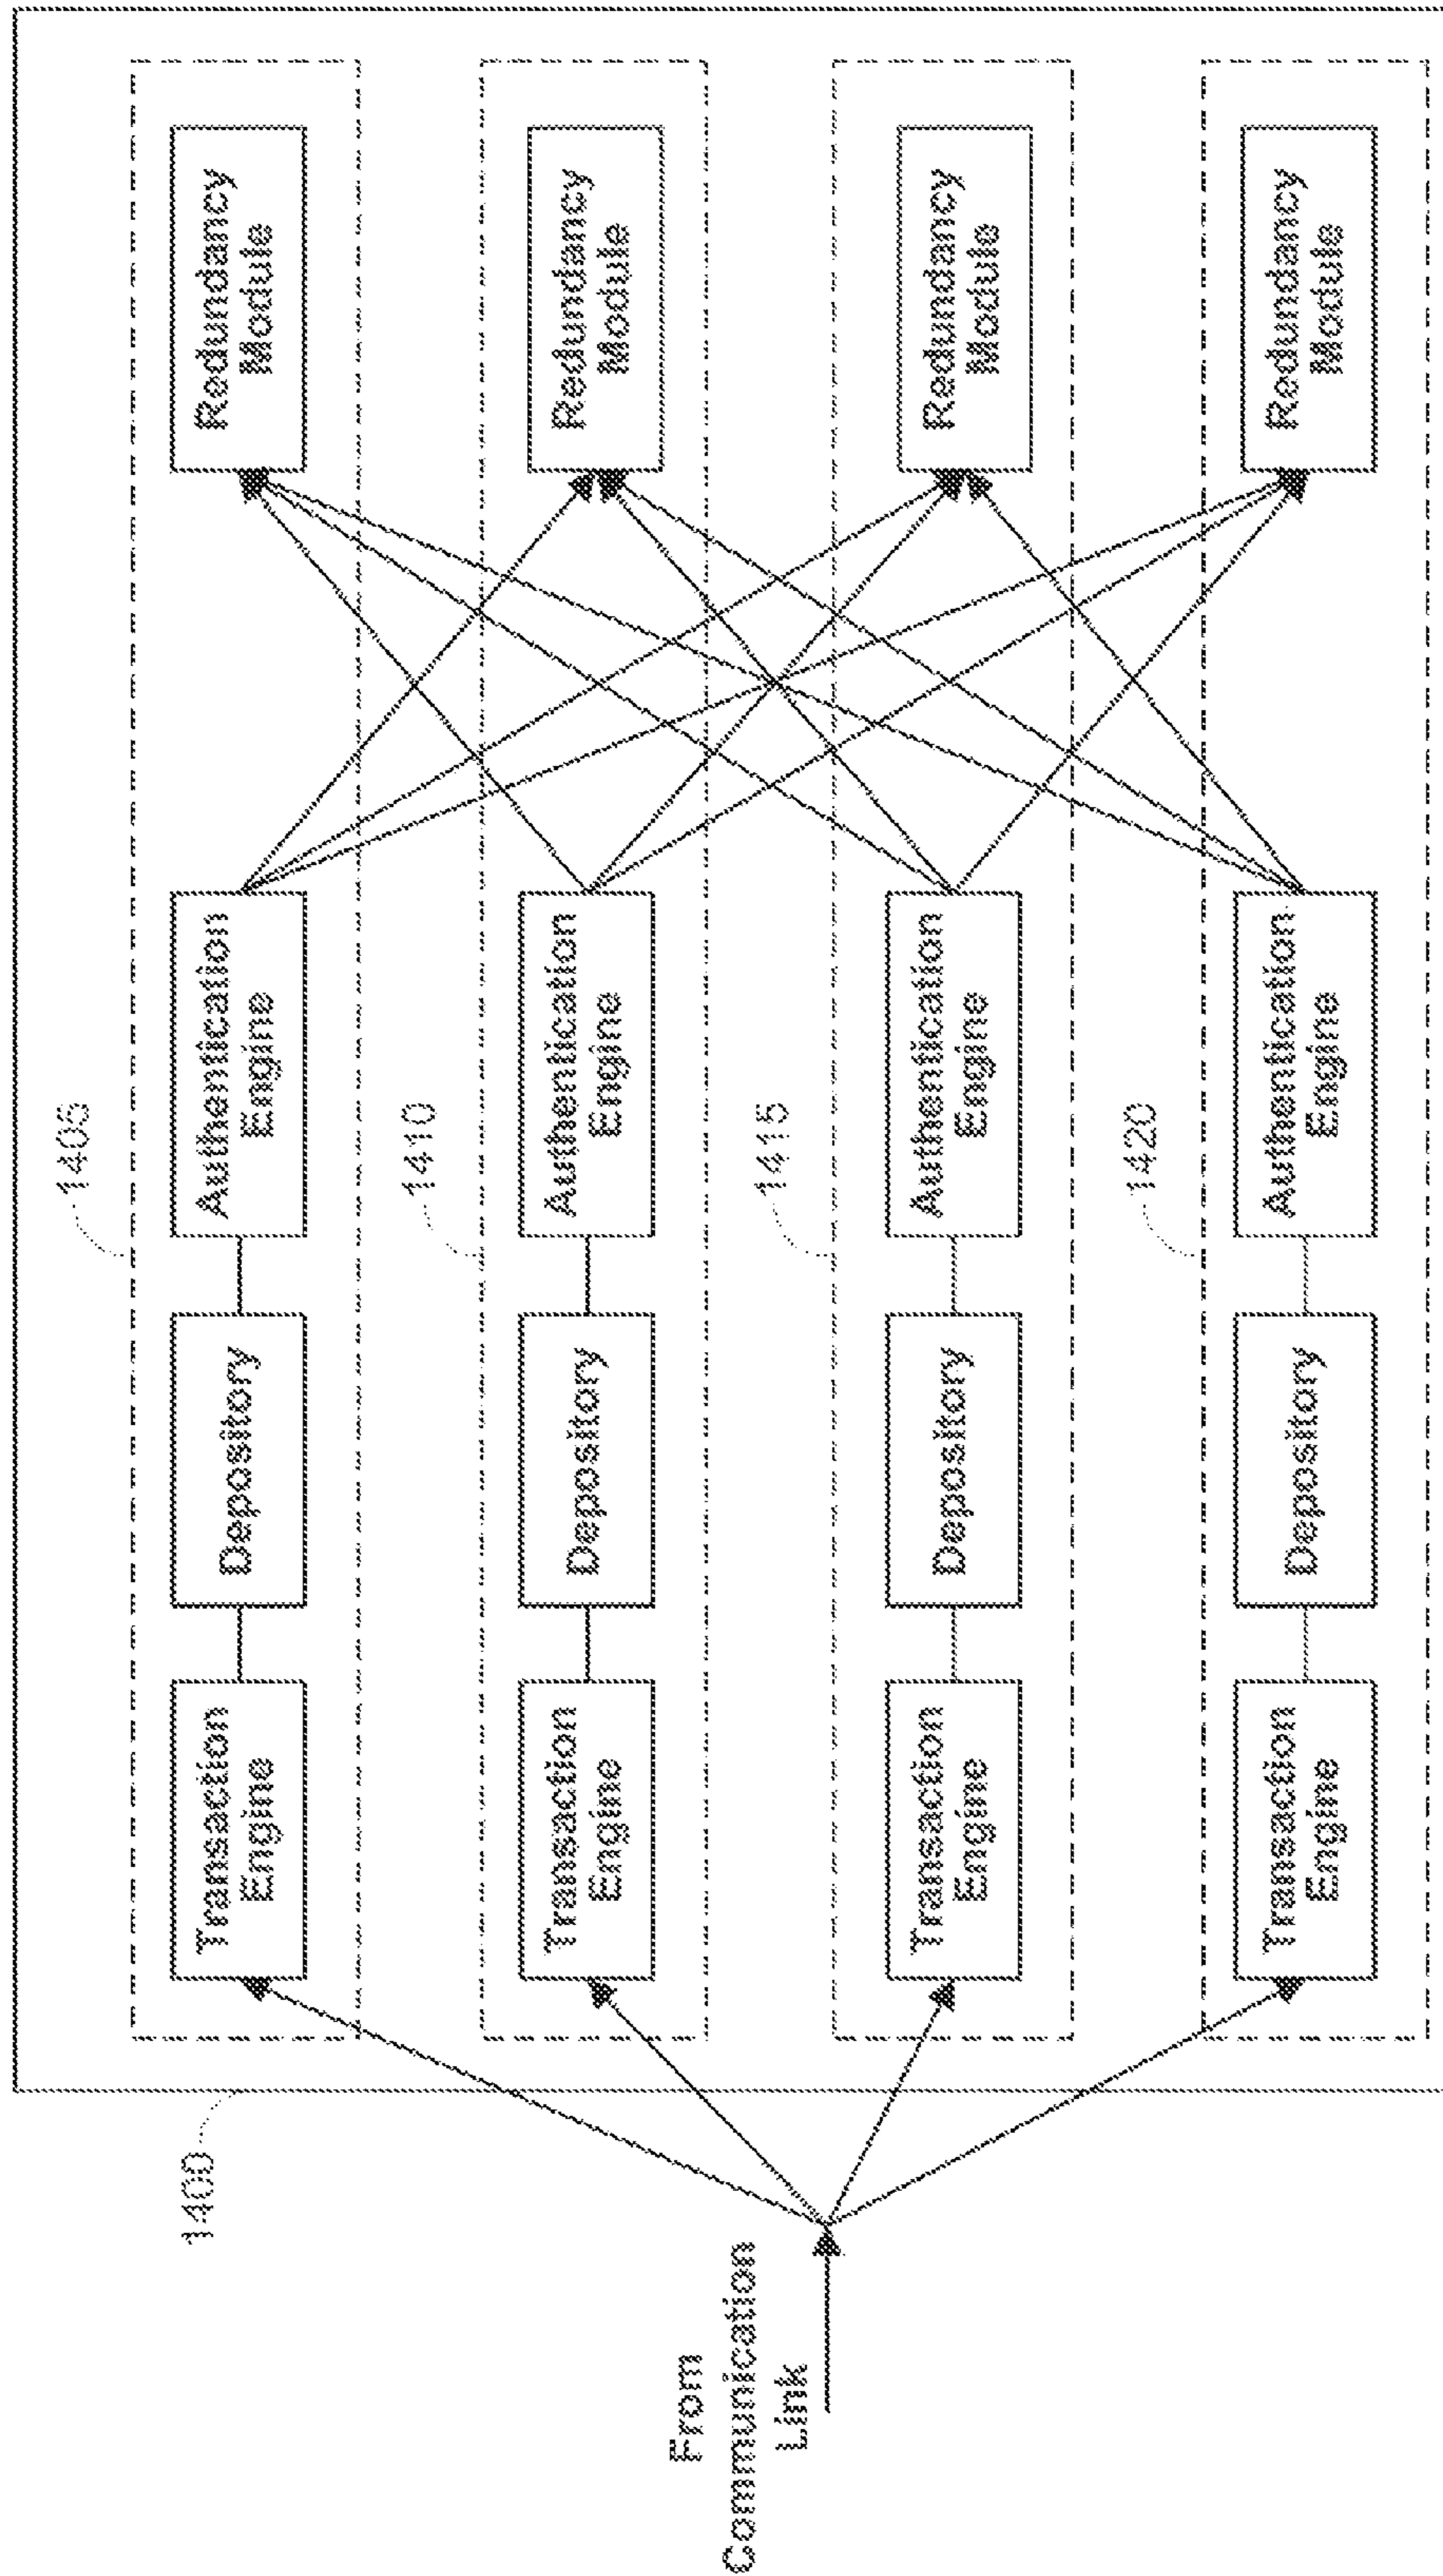 1400
1405
Transaction
Engine
Depository
Authentication
Engine
Redundancy
Module
1410
Transaction
Engine
Depository
Authentication
Engine
Redundancy
Module
From
Communication
Link
1415
Transaction
Engine
Depository
Authentication
Engine
Redundancy
Module
1420
Transaction
Engine
Depository
Authentication
Engine
Redundancy
Module